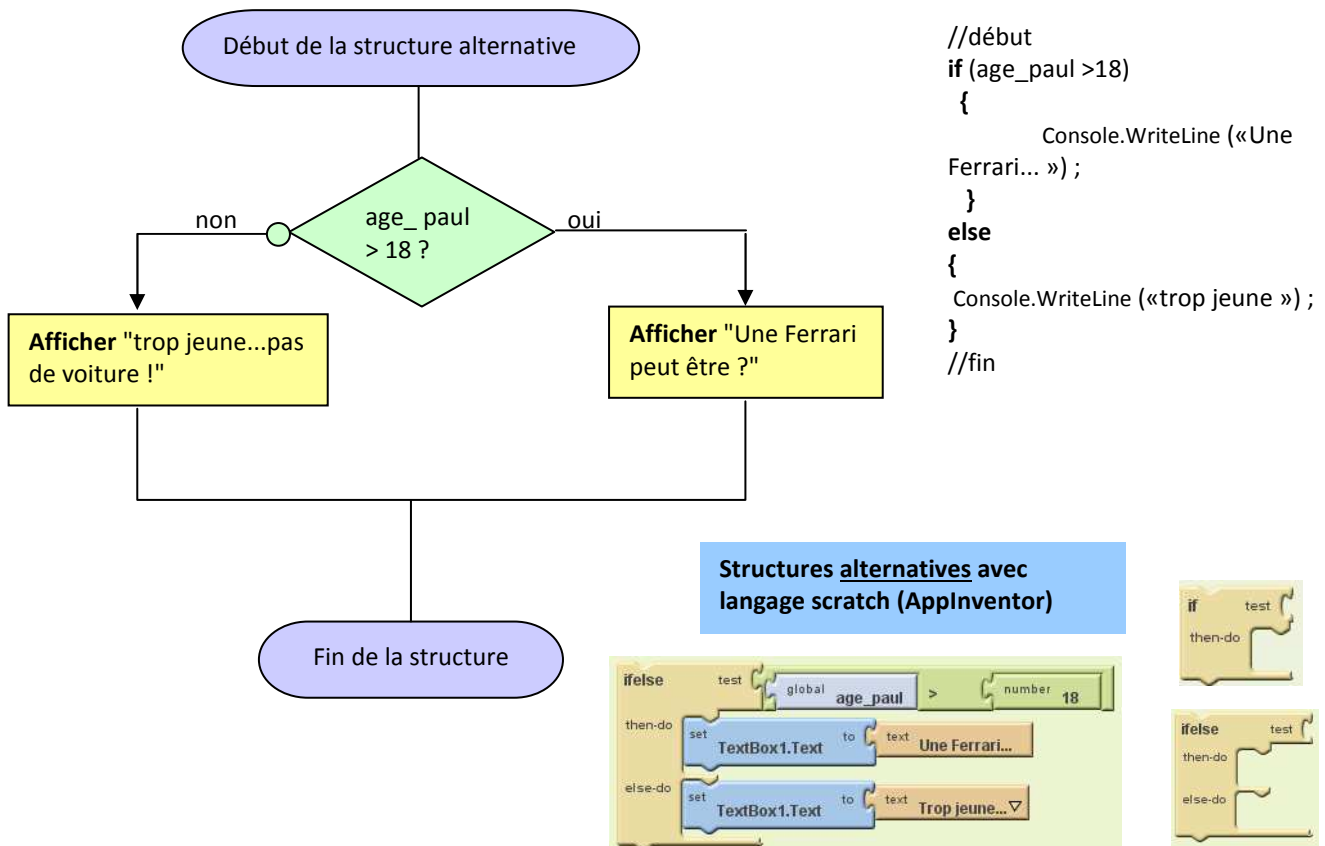 Début de la structure alternative
non
age_ paul
> 18 ?
oui
Afficher "trop jeune...pas
de voiture !"
Afficher "Une Ferrari
peut être ?"
Fin de la structure
//début
if (age_paul >18)
{
Console.WriteLine («Une
Ferrari... ») ;
}
else
{
Console.WriteLine («trop jeune ») ;
}
//fin
Structures alternatives avec
langage scratch (AppInventor)
ifelse test global age_paul > number 18
then-do set TextBox1.Text to text Une Ferrari...
else-do set TextBox1.Text to text Trop jeune...
if test
then-do
ifelse test
then-do
else-do